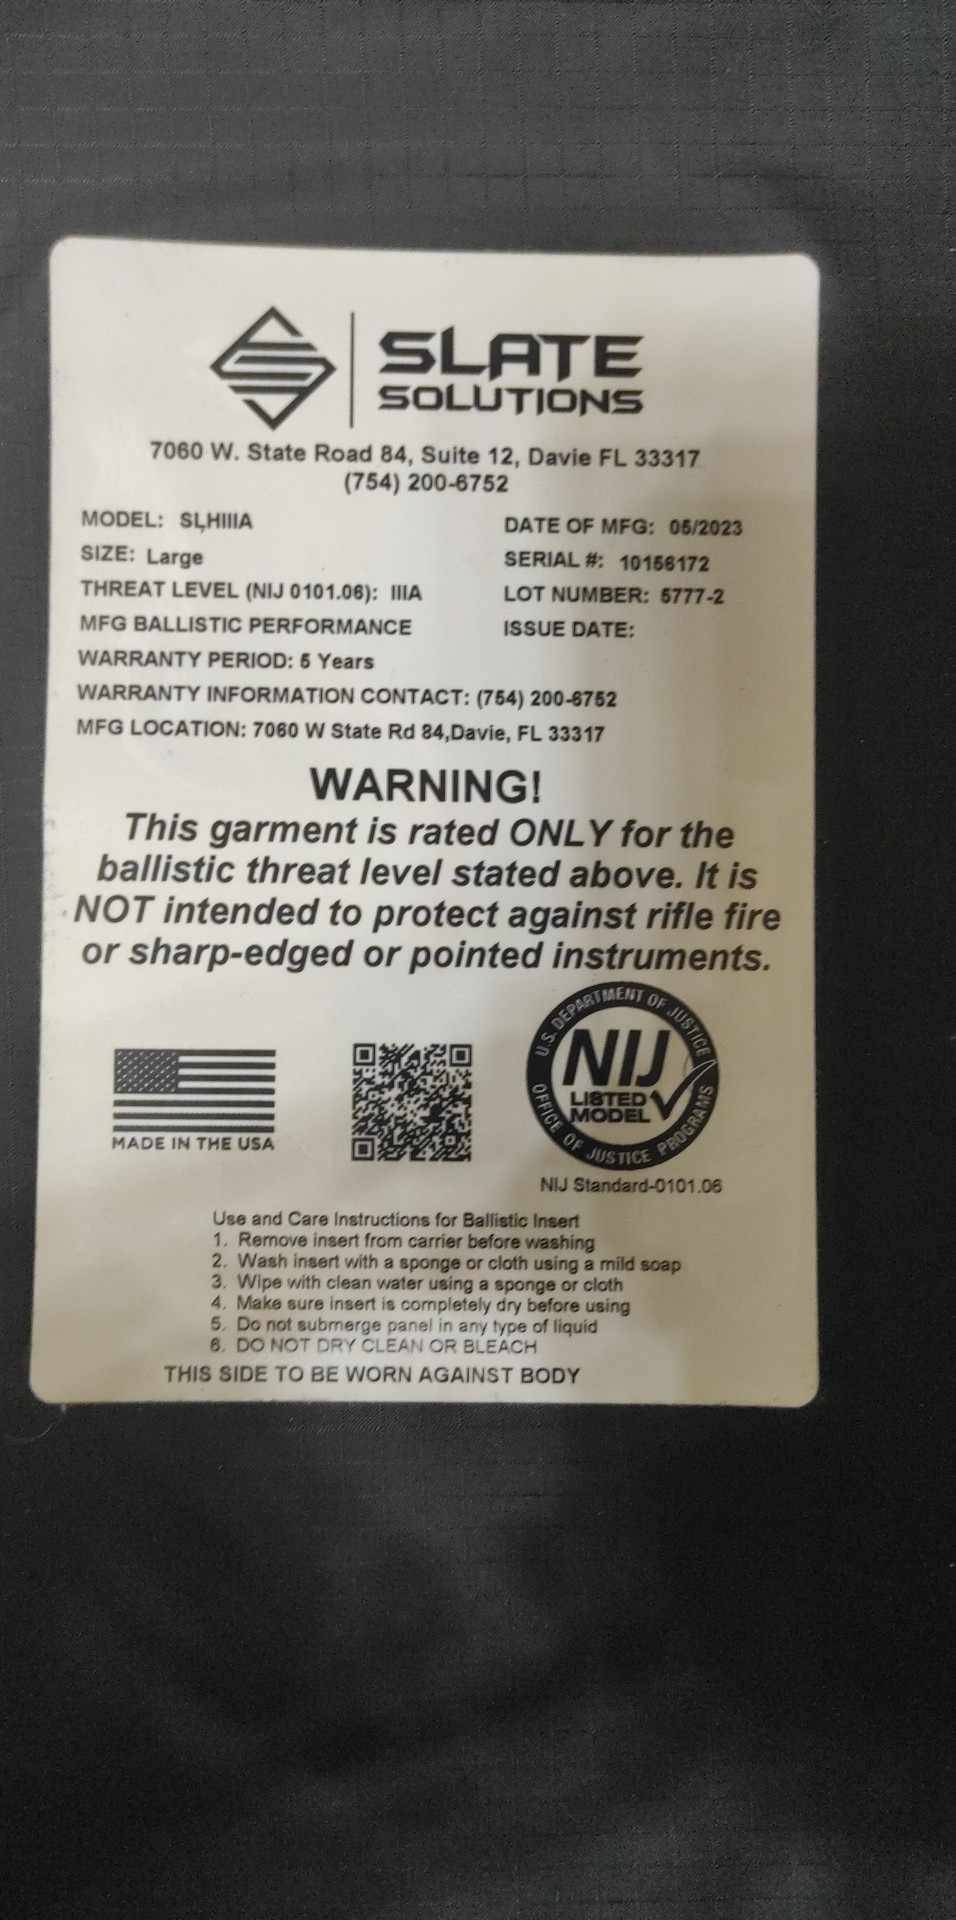 SLATE
SOLUTIONS
7060 W. State Road 84, Suite 12, Davie FL 33317
(754) 200-6752
MODEL: SLHIIIA
DATE OF MFG: 05/2023
SIZE: Large
SERIAL #: 10156172
THREAT LEVEL (NIJ 0101.06): IIIA
LOT NUMBER: 5777-2
MFG BALLISTIC PERFORMANCE
ISSUE DATE:
WARRANTY PERIOD: 5 Years
WARRANTY INFORMATION CONTACT: (754) 200-6752
MFG LOCATION: 7060 W State Rd 84,Davie, FL 33317
WARNING!
This garment is rated ONLY for the
ballistic threat level stated above. It is
NOT intended to protect against rifle fire
or sharp-edged or pointed instruments.
MADE IN THE USA
U.S. DEPARTMENT OF JUSTICE
NIJ
LISTED
MODEL
OFFICE OF JUSTICE PROGRAMS
NIJ Standard-0101.06
Use and Care Instructions for Ballistic Insert
1. Remove insert from carrier before washing
2. Wash insert with a sponge or cloth using a mild soap
3. Wipe with clean water using a sponge or cloth
4. Make sure insert is completely dry before using
5. Do not submerge panel in any type of liquid
6. DO NOT DRY CLEAN OR BLEACH
THIS SIDE TO BE WORN AGAINST BODY